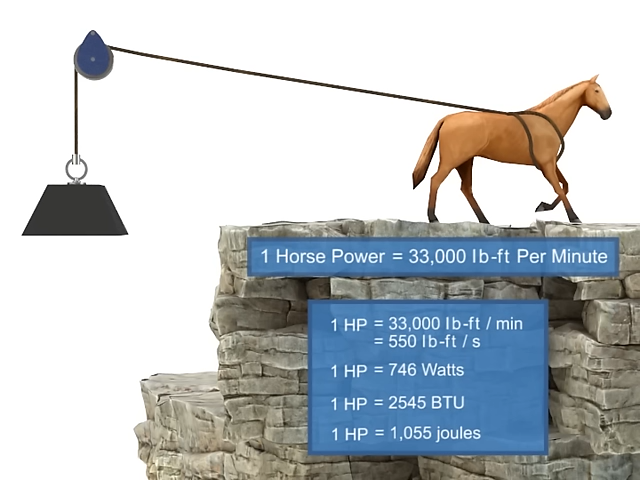 1 Horse Power = 33,000 lb-ft Per Minute
1 HP = 33,000 lb-ft / min
= 550 lb-ft / s
1 HP = 746 Watts
1 HP = 2545 BTU
1 HP = 1,055 joules